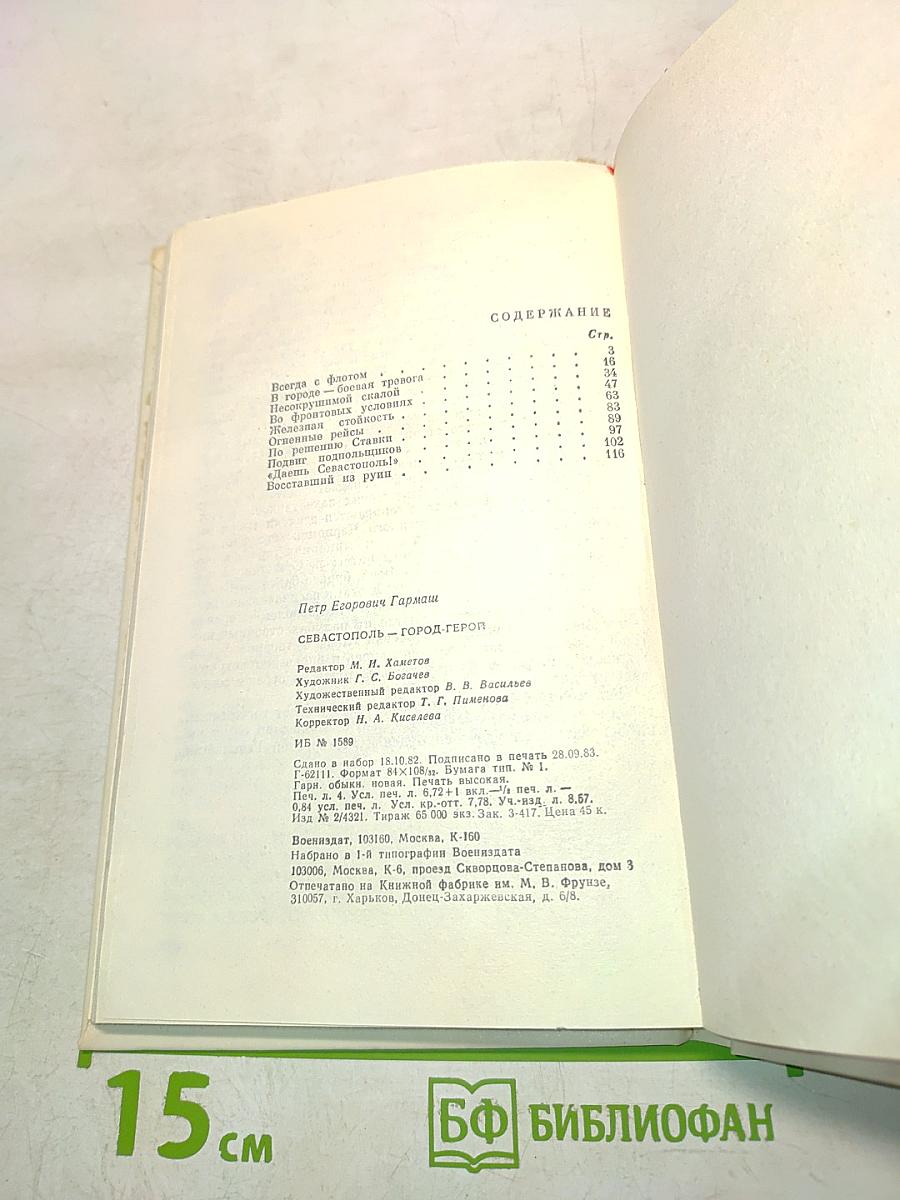 СОДЕРЖАНИЕ
Стр.
Всегда с флотом . . . . . . . . . . 3
В городе — боевая тревога . . . . . . . . 16
Несокрушимой скалой . . . . . . . . . 34
Во фронтовых условиях . . . . . . . . . 47
Железная стойкость . . . . . . . . . . 63
Огненные рейсы . . . . . . . . . . 83
По решению Ставки . . . . . . . . . . 89
Подвиг подпольщиков . . . . . . . . . 97
«Даешь Севастополь!» . . . . . . . . . 102
Восставший из руин . . . . . . . . . . 116
Петр Егорович Гармаш
СЕВАСТОПОЛЬ — ГОРОД-ГЕРОЙ
Редактор М. И. Хаметов
Художник Г. С. Богачев
Художественный редактор В. В. Васильев
Технический редактор Т. Г. Пименова
Корректор Н. А. Киселева
ИБ № 1589
Сдано в набор 18.10.82. Подписано в печать 28.09.83.
Г-62111. Формат 84×108/32. Бумага тип. № 1.
Гарн. обыкн. новая. Печать высокая.
Печ. л. 4. Усл. печ. л. 6,72+1 вкл.—1/2 печ. л. —
0,84 усл. печ. л. Усл. кр.-отт. 7,78. Уч.-изд. л. 8,57.
Изд № 2/4321. Тираж 65 000 экз. Зак. 3-417. Цена 45 к.
Воениздат, 103160, Москва, К-160
Набрано в 1-й типографии Воениздата
103006, Москва, К-6, проезд Скворцова-Степанова, дом 3
Отпечатано на Книжной фабрике им. М. В. Фрунзе,
310057, г. Харьков, Донец-Захаржевская, д. 6/8.
15 см
БФ БИБЛИОФАН